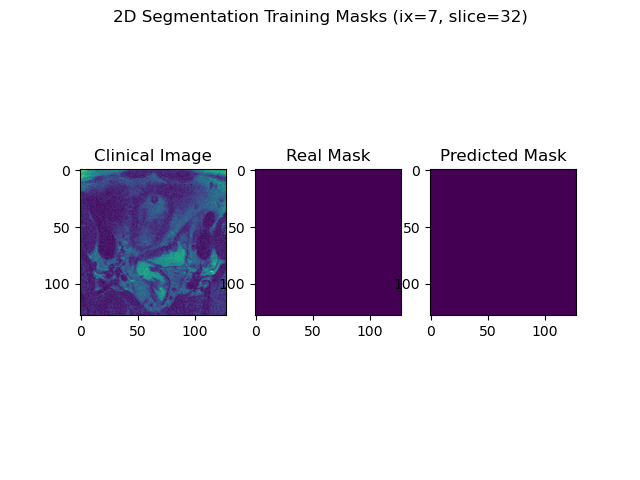 2D Segmentation Training Masks (ix=7, slice=32)
Clinical Image Real Mask Predicted Mask
0 0 0
50 50 50
100 100 100
0 50 100 0 50 100 0 50 100